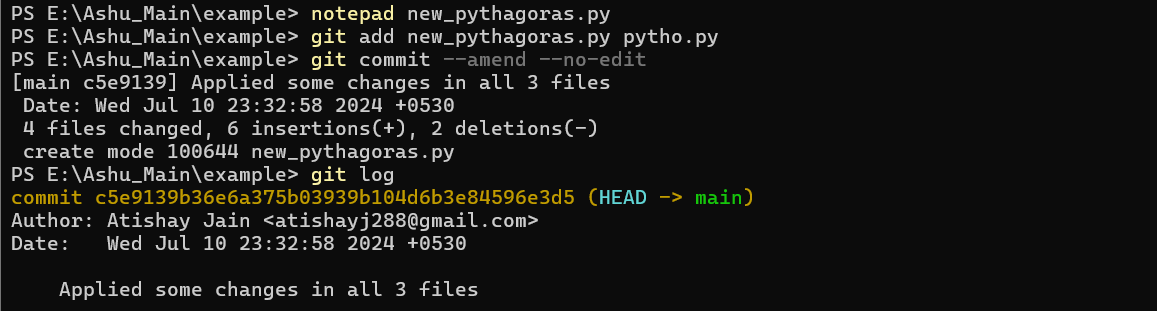 PS E:\Ashu_Main\example> notepad new_pythagoras.py
PS E:\Ashu_Main\example> git add new_pythagoras.py pytho.py
PS E:\Ashu_Main\example> git commit --amend --no-edit
[main c5e9139] Applied some changes in all 3 files
 Date: Wed Jul 10 23:32:58 2024 +0530
 4 files changed, 6 insertions(+), 2 deletions(-)
 create mode 100644 new_pythagoras.py
PS E:\Ashu_Main\example> git log
commit c5e9139b36e6a375b03939b104d6b3e84596e3d5 (HEAD -> main)
Author: Atishay Jain <atishayj288@gmail.com>
Date:   Wed Jul 10 23:32:58 2024 +0530
    Applied some changes in all 3 files